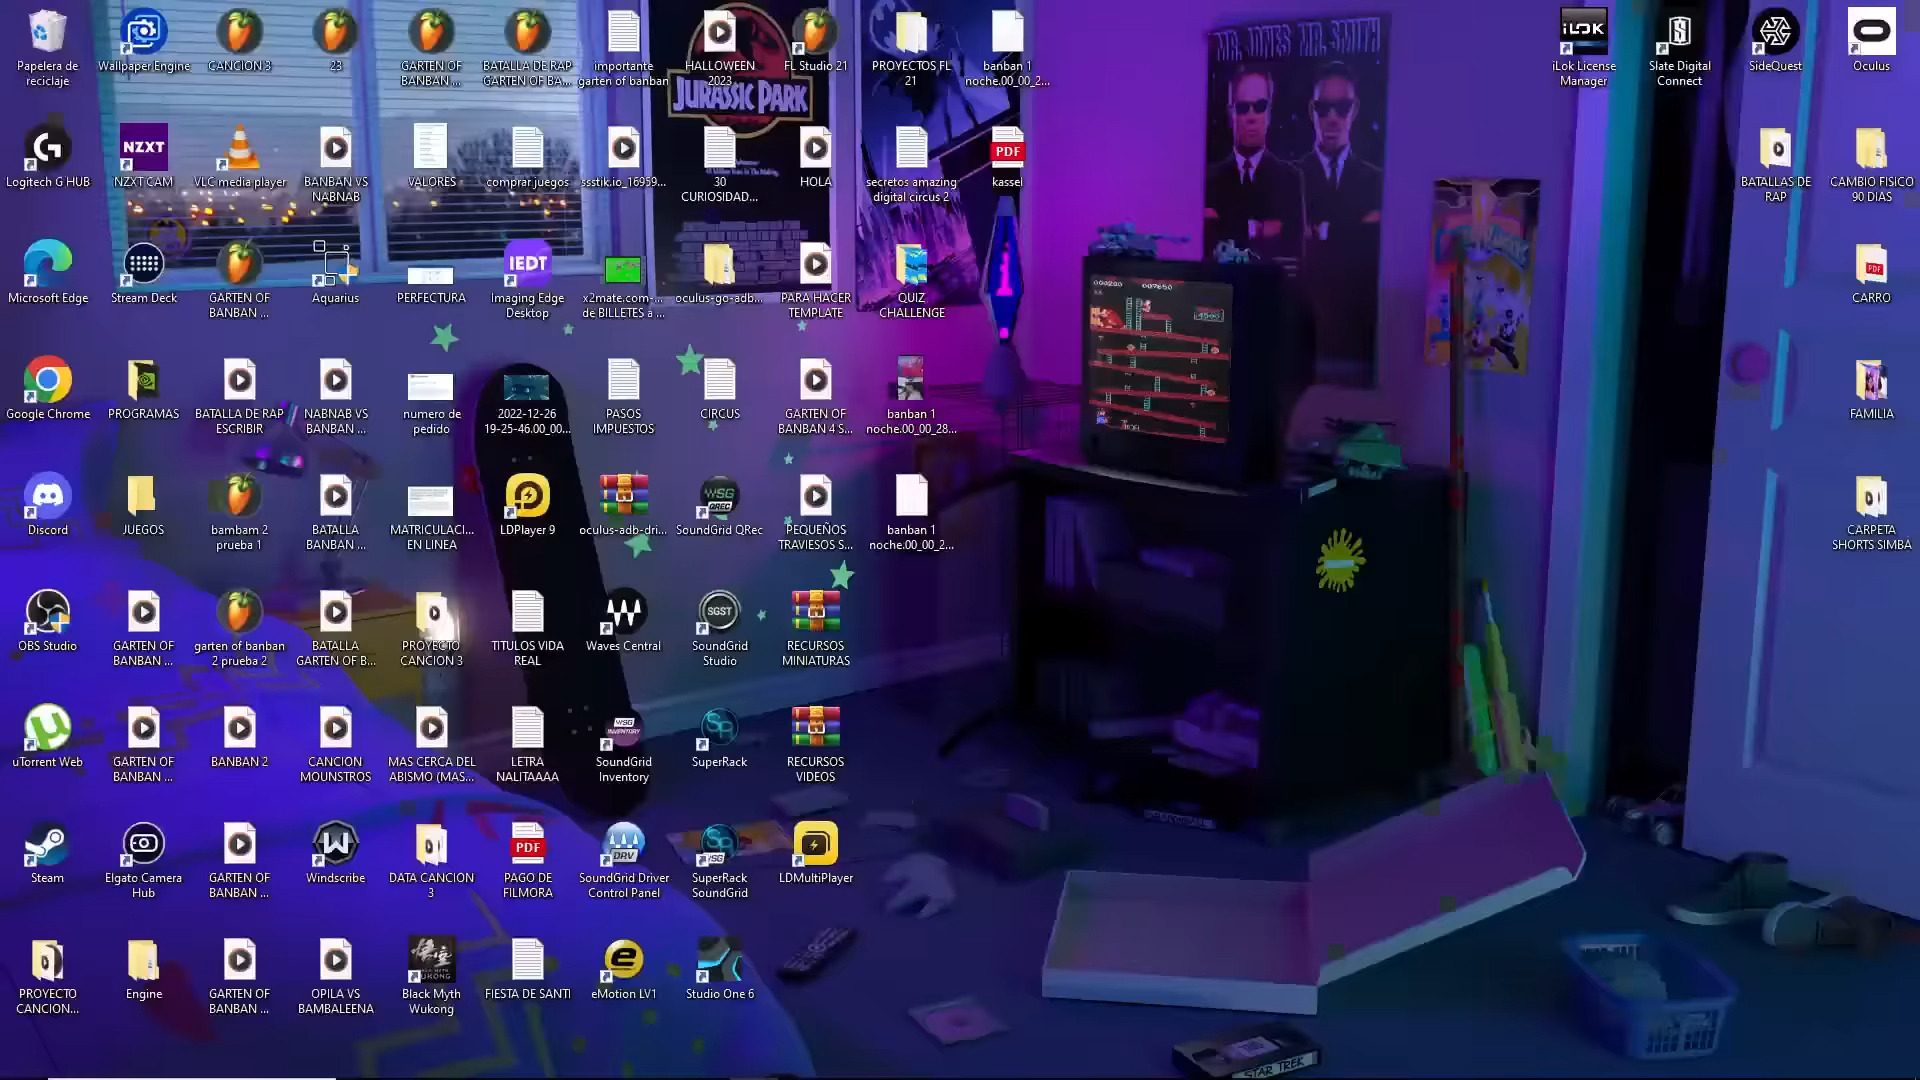 Papelera de
reciclaje
Wallpaper Engine
CANCION 3
23
GARTEN OF
BANBAN ...
BATALLA DE RAP
GARTEN OF BA...
importante
garten of banban
HALLOWEEN
2023
FL Studio 21
PROYECTOS FL
21
banban 1
noche.00_00_2...
iLok License
Manager
Slate Digital
Connect
SideQuest
Oculus
JURASSIC PARK
MR. JONES MR. SMITH
Logitech G HUB
NZXT CAM
VLC media player
BANBAN VS
NABNAB
VALORES
comprar juegos
ssstik.io_16959...
30
CURIOSIDAD...
HOLA
secretos amazing
digital circus 2
kassel
BATALLAS DE
RAP
CAMBIO FISICO
90 DIAS
Microsoft Edge
Stream Deck
GARTEN OF
BANBAN ...
Aquarius
PERFECTURA
Imaging Edge
Desktop
x2mate.com-...
de BILLETES a ...
oculus-go-adb...
PARA HACER
TEMPLATE
QUIZ
CHALLENGE
CARRO
Google Chrome
PROGRAMAS
BATALLA DE RAP
ESCRIBIR
NABNAB VS
BANBAN ...
numero de
pedido
2022-12-26
19-25-46.00_00...
PASOS
IMPUESTOS
CIRCUS
GARTEN OF
BANBAN 4 S...
banban 1
noche.00_00_28...
FAMILIA
Discord
JUEGOS
bambam 2
prueba 1
BATALLA
BANBAN ...
MATRICULACI...
EN LINEA
LDPlayer 9
oculus-adb-dri...
SoundGrid QRec
PEQUEÑOS
TRAVIESOS S...
banban 1
noche.00_00_2...
CARPETA
SHORTS SIMBA
OBS Studio
GARTEN OF
BANBAN ...
garten of banban
2 prueba 2
BATALLA
GARTEN OF B...
PROYECTO
CANCION 3
TITULOS VIDA
REAL
Waves Central
SoundGrid
Studio
RECURSOS
MINIATURAS
uTorrent Web
GARTEN OF
BANBAN ...
BANBAN 2
CANCION
MOUNSTROS
MAS CERCA DEL
ABISMO (MAS...
LETRA
NALITAAAA
SoundGrid
Inventory
SuperRack
RECURSOS
VIDEOS
Steam
Elgato Camera
Hub
GARTEN OF
BANBAN ...
Windscribe
DATA CANCION
3
PAGO DE
FILMORA
SoundGrid Driver
Control Panel
SuperRack
SoundGrid
LDMultiPlayer
PROYECTO
CANCION...
Engine
GARTEN OF
BANBAN ...
OPILA VS
BAMBALEENA
Black Myth
Wukong
FIESTA DE SANTI
eMotion LV1
Studio One 6
STAR TREK